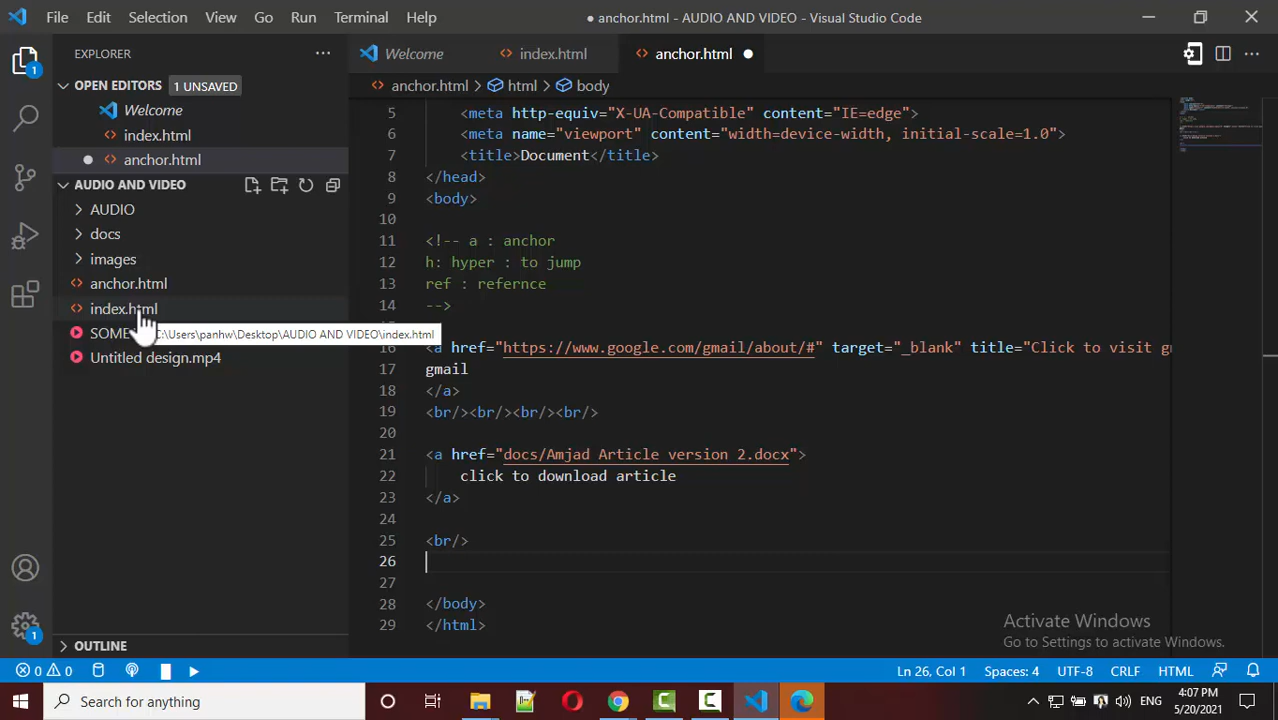 File Edit Selection View Go Run Terminal Help
● anchor.html - AUDIO AND VIDEO - Visual Studio Code
EXPLORER
Welcome index.html anchor.html
OPEN EDITORS 1 UNSAVED
anchor.html > html > body
Welcome
index.html
anchor.html
AUDIO AND VIDEO
AUDIO
docs
images
anchor.html
index.html
SOME
C:\Users\panhw\Desktop\AUDIO AND VIDEO\index.html
Untitled design.mp4
OUTLINE
5 <meta http-equiv="X-UA-Compatible" content="IE=edge">
6 <meta name="viewport" content="width=device-width, initial-scale=1.0">
7 <title>Document</title>
8 </head>
9 <body>
10
11 <!-- a : anchor
12 h: hyper : to jump
13 ref : refernce
14 -->
16 <a href="https://www.google.com/gmail/about/#" target="_blank" title="Click to visit g
17 gmail
18 </a>
19 <br/><br/><br/><br/>
20
21 <a href="docs/Amjad Article version 2.docx">
22 click to download article
23 </a>
24
25 <br/>
26
27
28 </body>
29 </html>
Activate Windows
Go to Settings to activate Windows.
1
1
0 0 Ln 26, Col 1 Spaces: 4 UTF-8 CRLF HTML
Search for anything
ENG
4:07 PM
5/20/2021